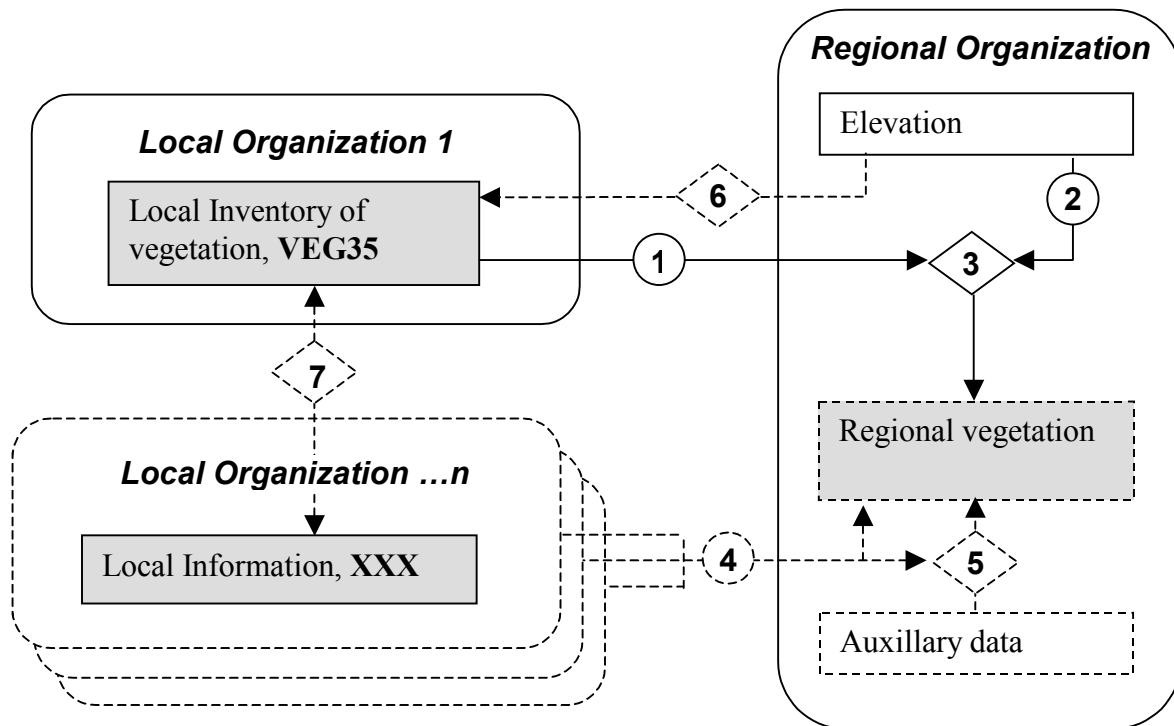 Regional Organization
Elevation
Local Organization 1
6
2
Local Inventory of
vegetation, VEG35
1
3
7
Regional vegetation
Local Organization …n
Local Information, XXX
4
5
Auxillary data